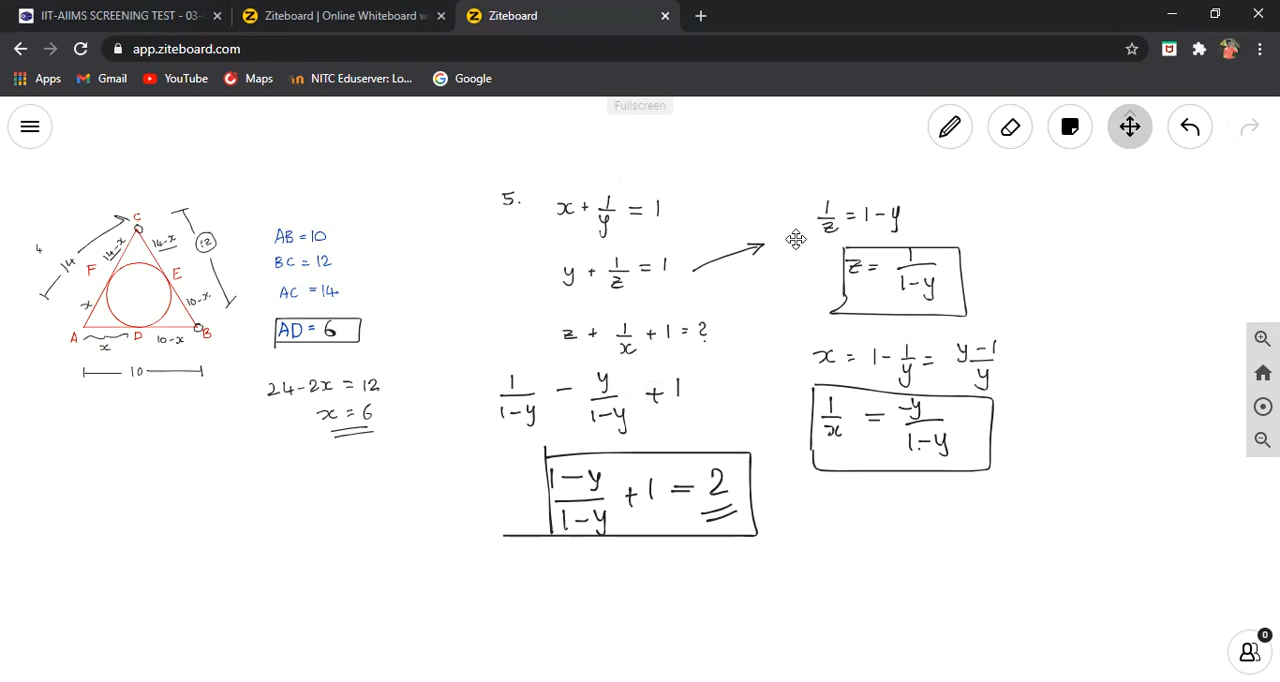 IIT-AIIMS SCREENING TEST - 03-
Ziteboard | Online Whiteboard w
Ziteboard
app.ziteboard.com
Apps
Gmail
YouTube
Maps
NITC Eduserver: Lo...
Google
Fullscreen
C
14
14-x
14-x
12
F
E
x
10-x
A
D
B
x
10-x
10
4
AB = 10
BC = 12
AC = 14
AD = 6
24-2x = 12
x = 6
5.
x + 1/y = 1
y + 1/z = 1
z + 1/x + 1 = ?
1/(1-y) - y/(1-y) + 1
(1-y)/(1-y) + 1 = 2
1/z = 1-y
z = 1/(1-y)
x = 1 - 1/y = (y-1)/y
1/x = -y/(1-y)
0